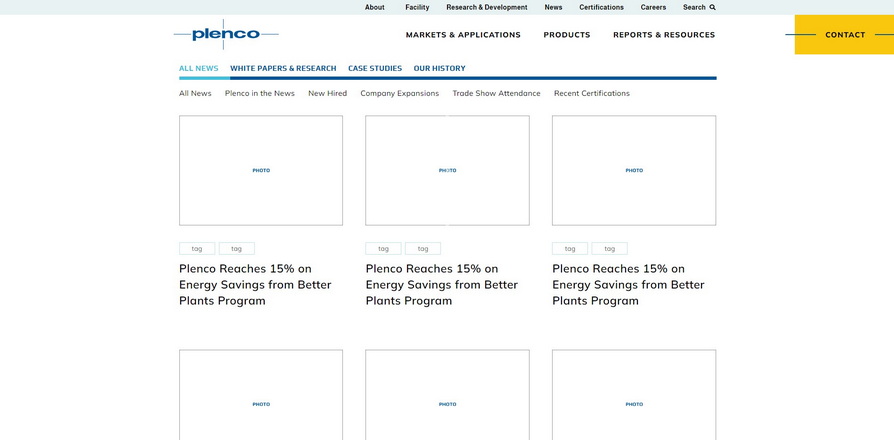 About Facility Research & Development News Certifications Careers Search
plenco
MARKETS & APPLICATIONS PRODUCTS REPORTS & RESOURCES CONTACT
ALL NEWS WHITE PAPERS & RESEARCH CASE STUDIES OUR HISTORY
All News Plenco in the News New Hired Company Expansions Trade Show Attendance Recent Certifications
PHOTO PHOTO PHOTO
tag tag tag tag tag tag
Plenco Reaches 15% on
Energy Savings from Better
Plants Program
Plenco Reaches 15% on
Energy Savings from Better
Plants Program
Plenco Reaches 15% on
Energy Savings from Better
Plants Program
PHOTO PHOTO PHOTO